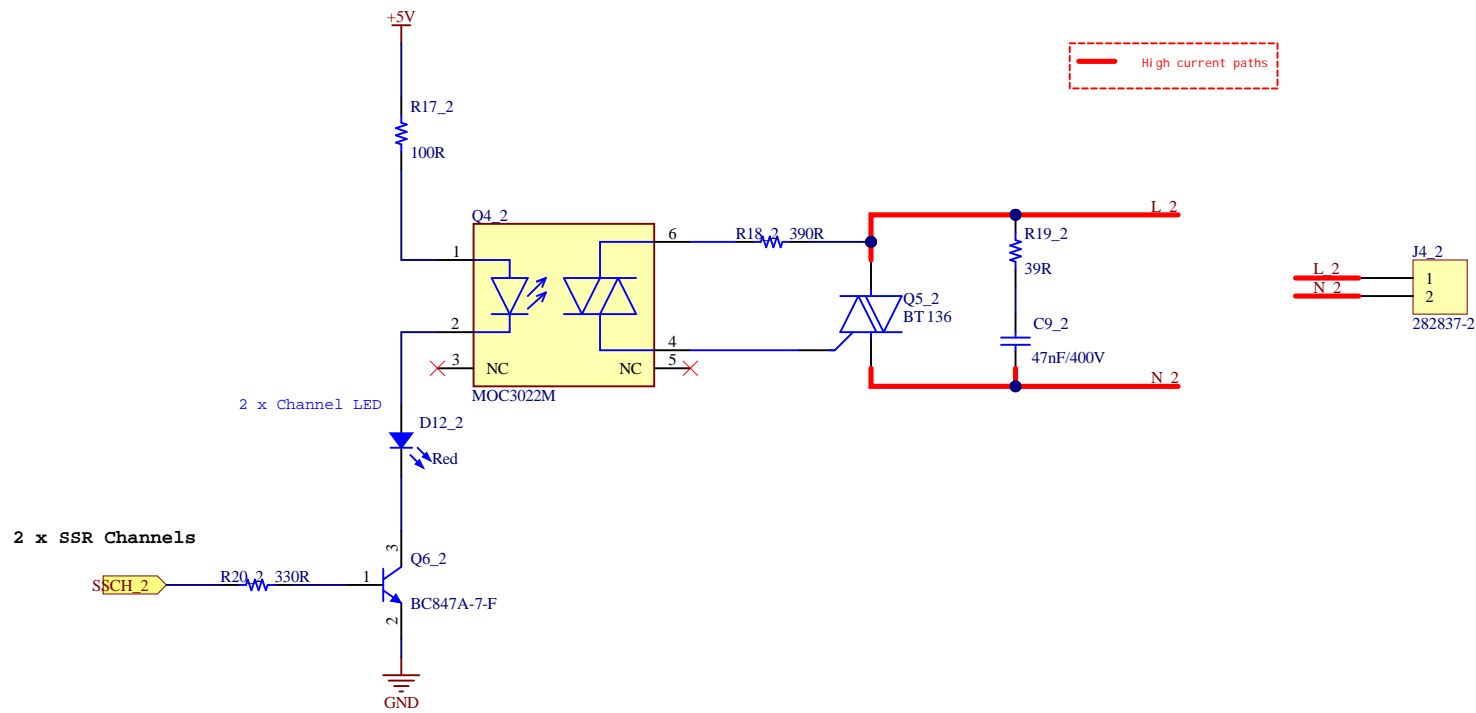 +5V
High current paths
R17_2
100R
Q4_2
L_2
6
R18_2 390R
R19_2
1
39R
J4_2
L_2
1
N_2
2
Q5_2
BT136
282837-2
C9_2
2
4
47nF/400V
3
NC
NC
5
N_2
MOC3022M
2 x Channel LED
D12_2
Red
2 x SSR Channels
3
Q6_2
SSCH_2
R20_2 330R
1
BC847A-7-F
2
GND